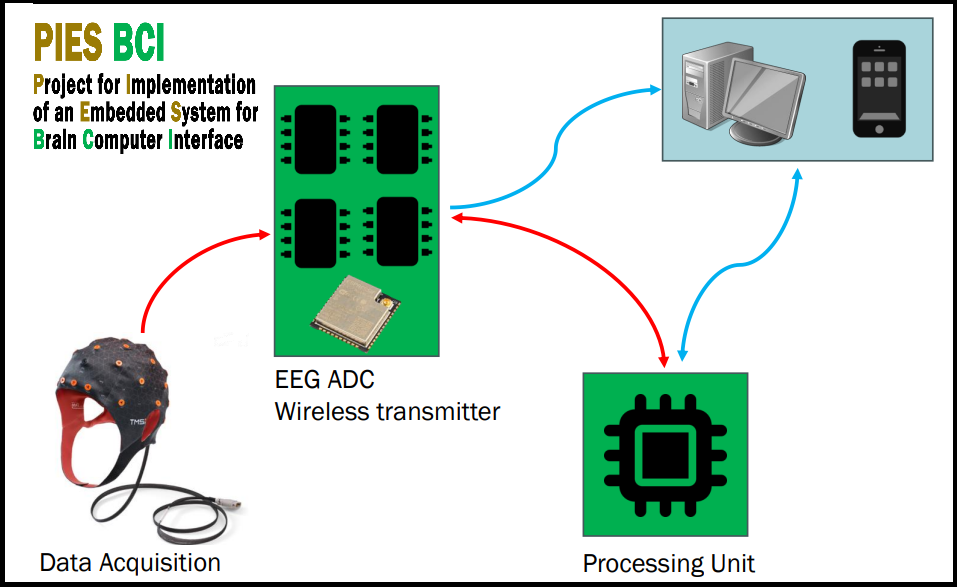 PIES BCI
Project for Implementation
of an Embedded System for
Brain Computer Interface
EEG ADC
Wireless transmitter
TMSi
Data Acquisition
Processing Unit